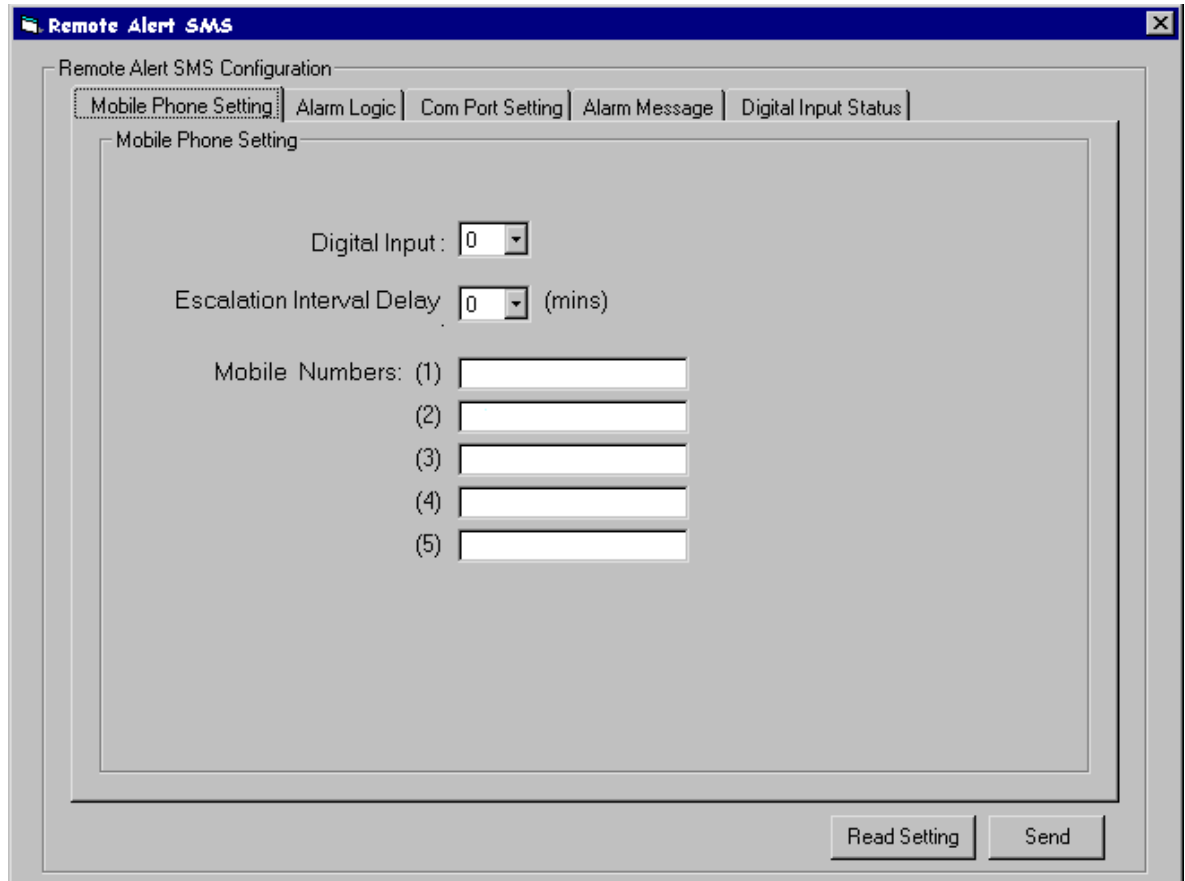 Remote Alert SMS
Remote Alert SMS Configuration
Mobile Phone Setting Alarm Logic Com Port Setting Alarm Message Digital Input Status
Mobile Phone Setting
Digital Input : 0
Escalation Interval Delay 0 (mins)
Mobile Numbers: (1)
(2)
(3)
(4)
(5)
Read Setting Send